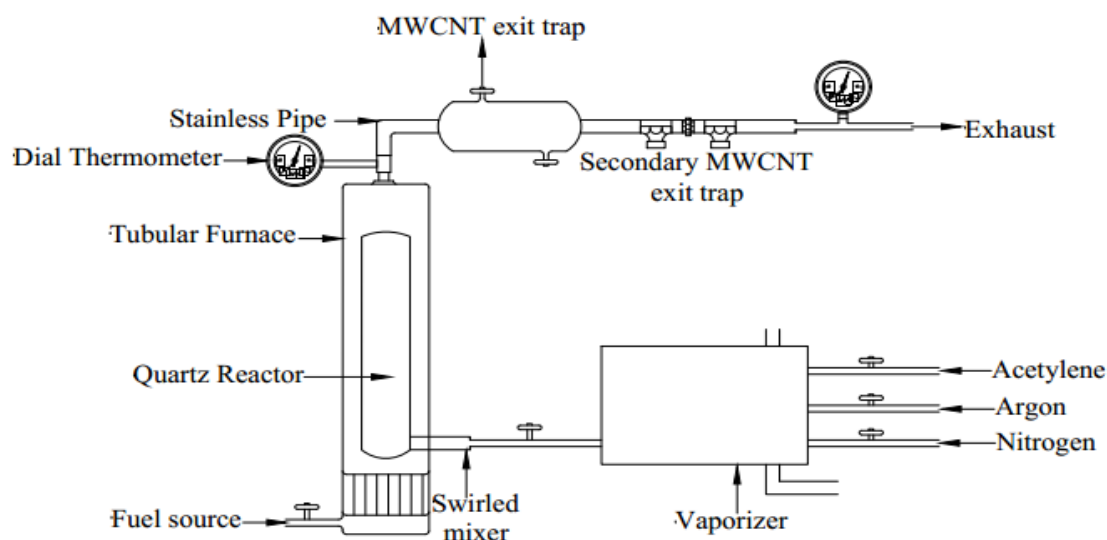 MWCNT exit trap
Stainless Pipe
Dial Thermometer
Exhaust
Secondary MWCNT
exit trap
Tubular Furnace
Quartz Reactor
Acetylene
Argon
Nitrogen
Fuel source
Swirled
mixer
Vaporizer